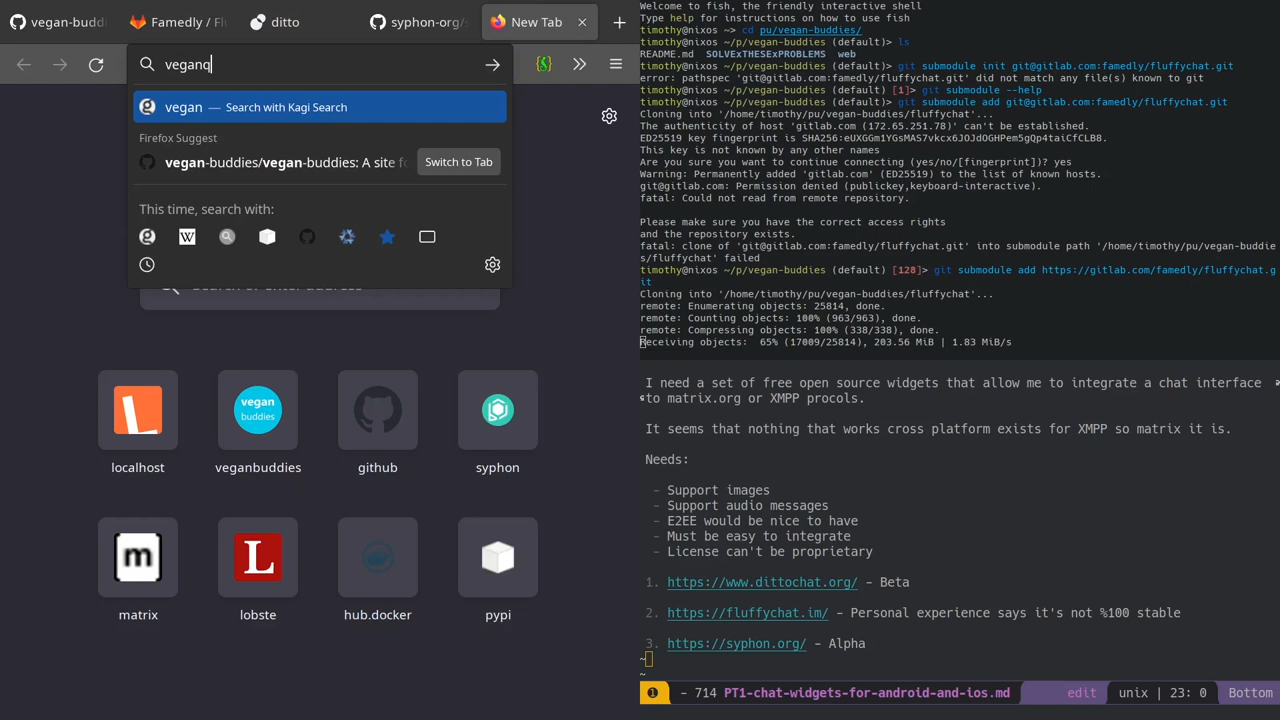 vegan-buddi
Famedly / Fl
ditto
syphon-org/s
New Tab
veganq
vegan — Search with Kagi Search
Firefox Suggest
vegan-buddies/vegan-buddies: A site fo
Switch to Tab
This time, search with:
Search or enter address
vegan
buddies
localhost
veganbuddies
github
syphon
m
L
matrix
lobste
hub.docker
pypi
Welcome to fish, the friendly interactive shell
Type help for instructions on how to use fish
timothy@nixos ~> cd pu/vegan-buddies/
timothy@nixos ~/p/vegan-buddies (default)> ls
README.md SOLVExTHESExPROBLEMS web
timothy@nixos ~/p/vegan-buddies (default)> git submodule init git@gitlab.com:famedly/fluffychat.git
error: pathspec 'git@gitlab.com:famedly/fluffychat.git' did not match any file(s) known to git
timothy@nixos ~/p/vegan-buddies (default) [1]> git submodule --help
timothy@nixos ~/p/vegan-buddies (default)> git submodule add git@gitlab.com:famedly/fluffychat.git
Cloning into '/home/timothy/pu/vegan-buddies/fluffychat'...
The authenticity of host 'gitlab.com (172.65.251.78)' can't be established.
ED25519 key fingerprint is SHA256:eUXGGm1YGsMAS7vkcx6JOJdOGHPem5gQp4taiCfCLB8.
This key is not known by any other names
Are you sure you want to continue connecting (yes/no/[fingerprint])? yes
Warning: Permanently added 'gitlab.com' (ED25519) to the list of known hosts.
git@gitlab.com: Permission denied (publickey,keyboard-interactive).
fatal: Could not read from remote repository.
Please make sure you have the correct access rights
and the repository exists.
fatal: clone of 'git@gitlab.com:famedly/fluffychat.git' into submodule path '/home/timothy/pu/vegan-buddie
s/fluffychat' failed
timothy@nixos ~/p/vegan-buddies (default) [128]> git submodule add https://gitlab.com/famedly/fluffychat.g
it
Cloning into '/home/timothy/pu/vegan-buddies/fluffychat'...
remote: Enumerating objects: 25814, done.
remote: Counting objects: 100% (963/963), done.
remote: Compressing objects: 100% (338/338), done.
Receiving objects: 65% (17009/25814), 203.56 MiB | 1.83 MiB/s
I need a set of free open source widgets that allow me to integrate a chat interface
to matrix.org or XMPP procols.
It seems that nothing that works cross platform exists for XMPP so matrix it is.
Needs:
- Support images
- Support audio messages
- E2EE would be nice to have
- Must be easy to integrate
- License can't be proprietary
1. https://www.dittochat.org/ - Beta
2. https://fluffychat.im/ - Personal experience says it's not %100 stable
3. https://syphon.org/ - Alpha
~
~
1 - 714 PT1-chat-widgets-for-android-and-ios.md edit unix | 23: 0 Bottom